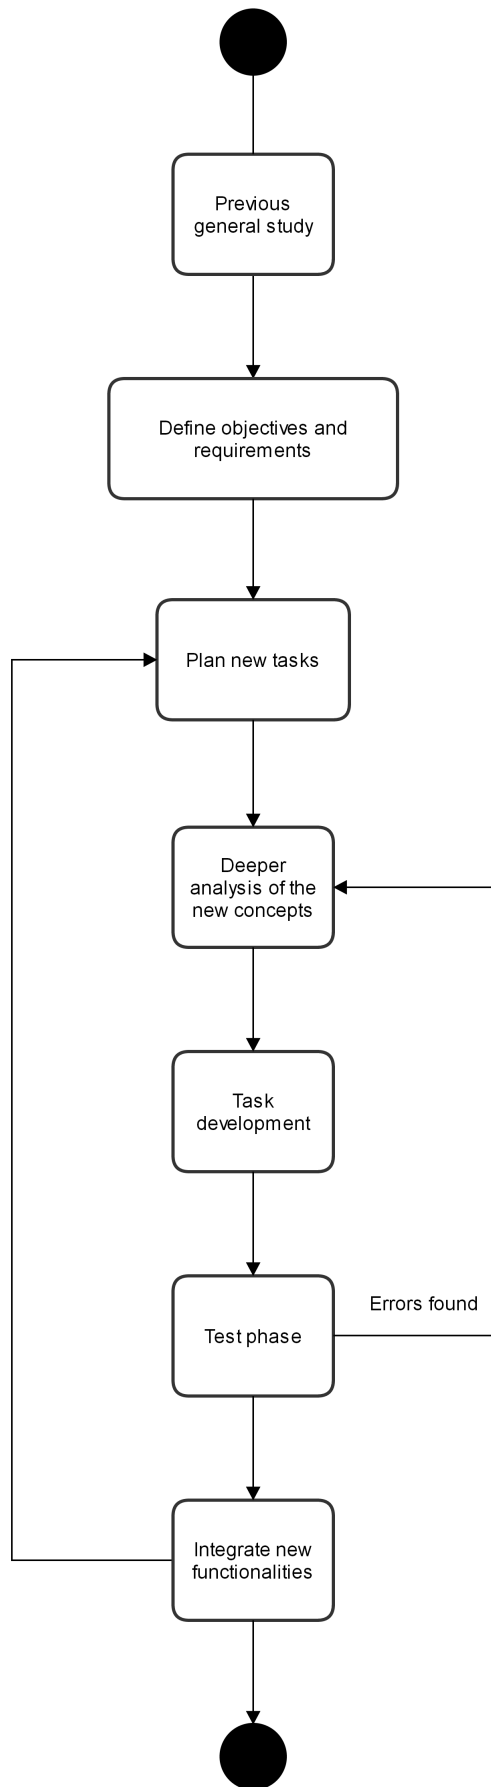 Previous
general study
Define objectives and
requirements
Plan new tasks
Deeper
analysis of the
new concepts
Task
development
Test phase
Errors found
Integrate new
functionalities